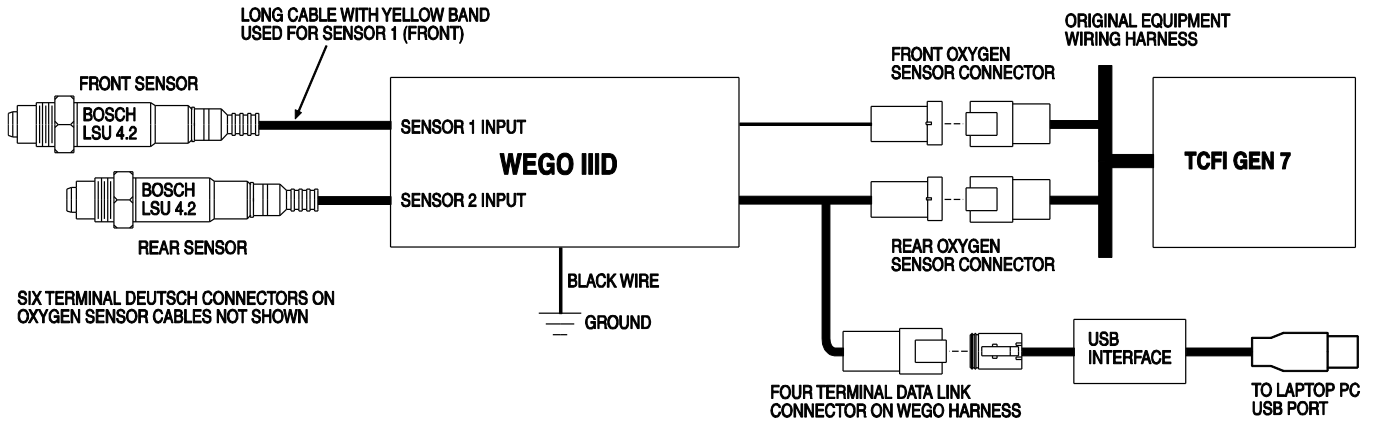 LONG CABLE WITH YELLOW BAND
USED FOR SENSOR 1 (FRONT)
FRONT SENSOR
BOSCH
LSU 4.2
BOSCH
LSU 4.2
REAR SENSOR
SIX TERMINAL DEUTSCH CONNECTORS ON
OXYGEN SENSOR CABLES NOT SHOWN
SENSOR 1 INPUT
WEGO IIID
SENSOR 2 INPUT
BLACK WIRE
GROUND
FRONT OXYGEN
SENSOR CONNECTOR
ORIGINAL EQUIPMENT
WIRING HARNESS
TCFI GEN 7
REAR OXYGEN
SENSOR CONNECTOR
FOUR TERMINAL DATA LINK
CONNECTOR ON WEGO HARNESS
USB
INTERFACE
TO LAPTOP PC
USB PORT